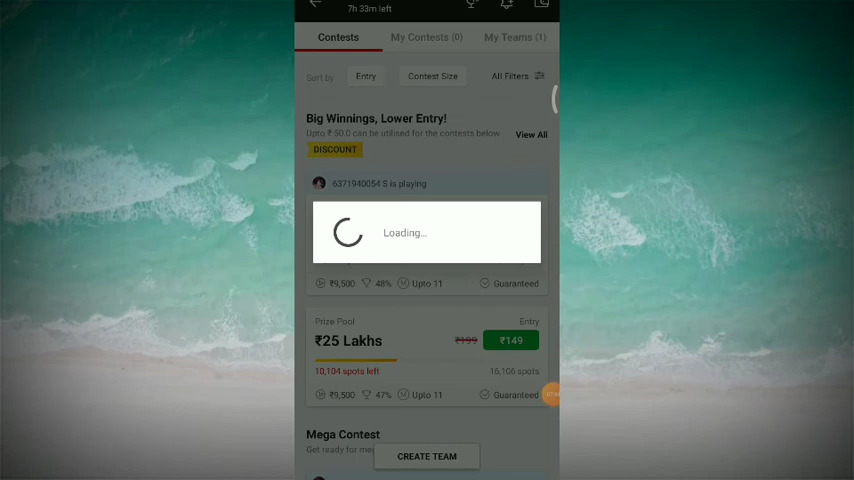 7h 33m left
Contests My Contests (0) My Teams (1)
Sort by Entry Contest Size All Filters
Big Winnings, Lower Entry!
Upto ₹ 50.0 can be utilised for the contests below
View All
DISCOUNT
6371940054 S is playing
Loading...
₹9,500 48% M Upto 11 Guaranteed
Prize Pool Entry
₹25 Lakhs ₹199 ₹149
10,104 spots left 16,106 spots
₹9,500 47% M Upto 11 Guaranteed
Mega Contest
Get ready for
CREATE TEAM